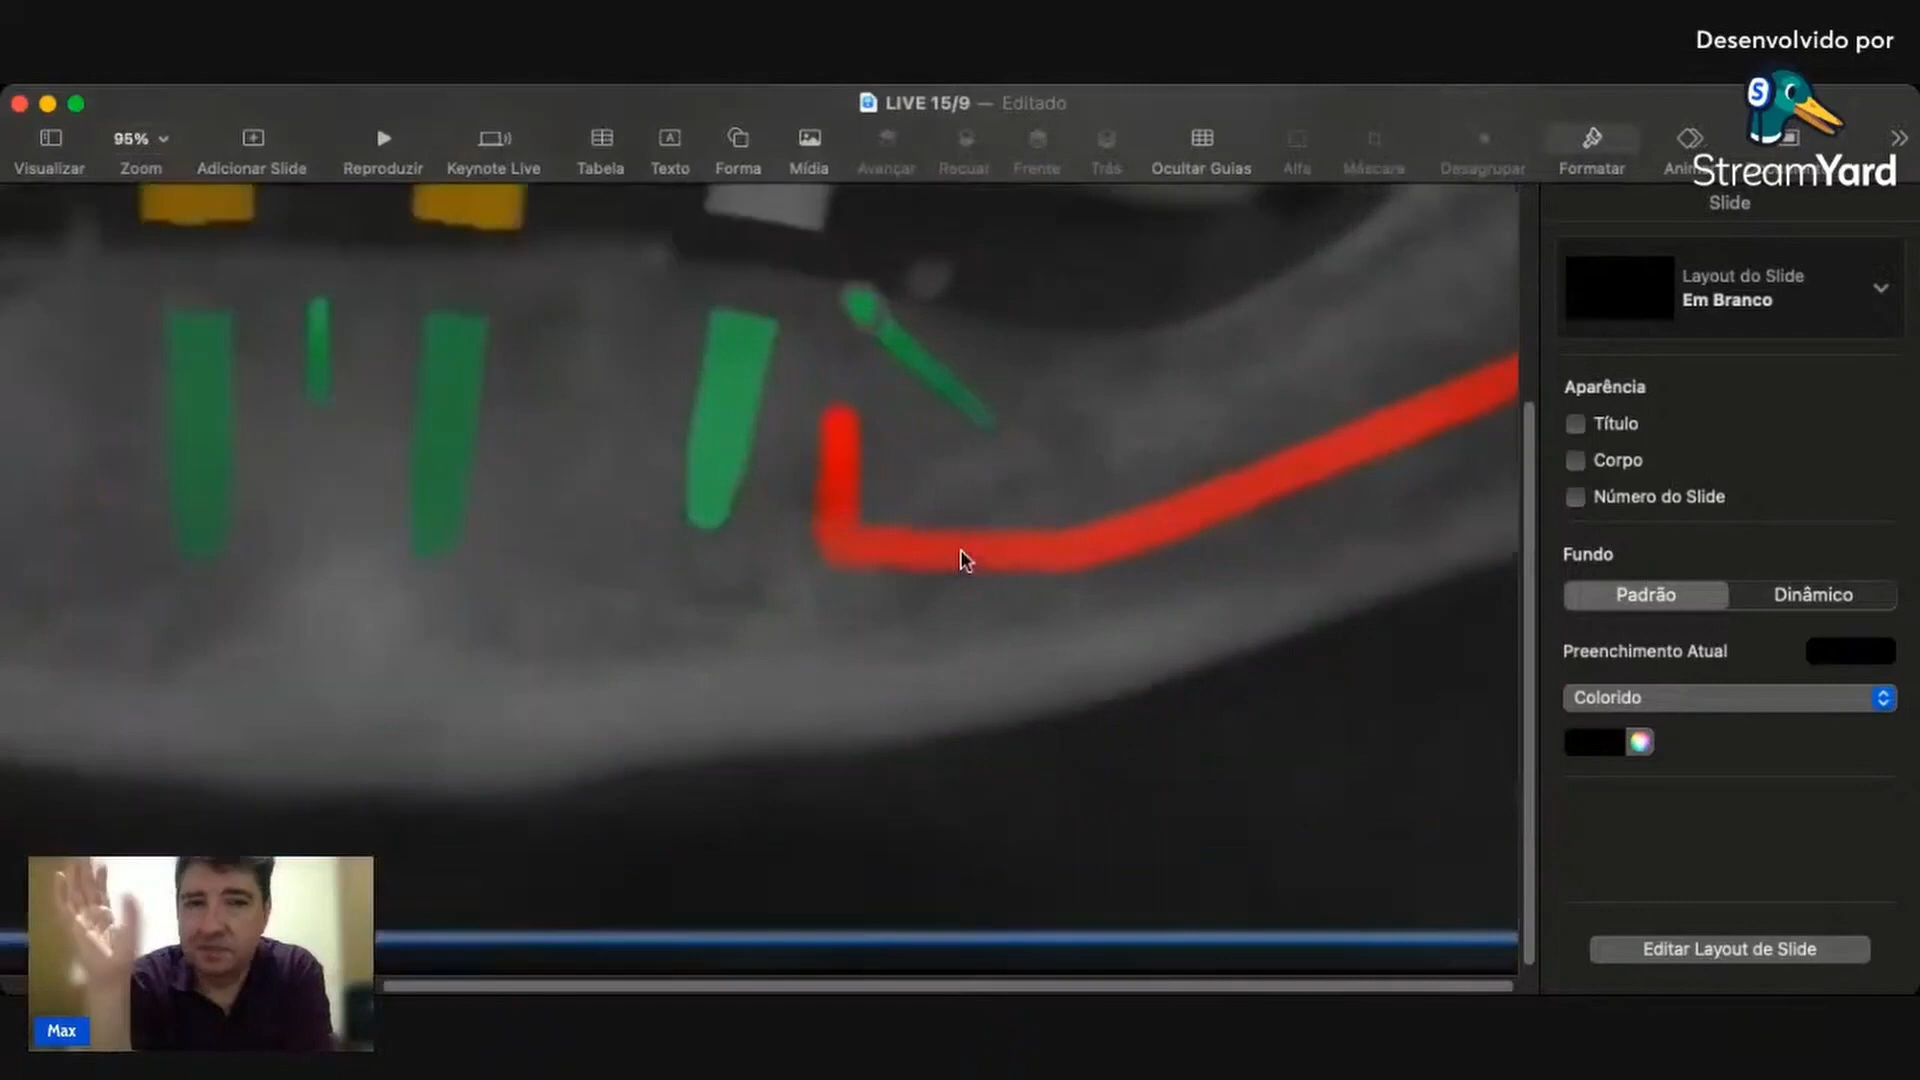 Desenvolvido por
S
StreamYard
LIVE 15/9 — Editado
95%
Visualizar
Zoom
Adicionar Slide
Reproduzir
Keynote Live
Tabela
Texto
Forma
Mídia
Avançar
Recuar
Frente
Trás
Ocultar Guias
Alfa
Máscara
Desagrupar
Formatar
Slide
Layout do Slide
Em Branco
Aparência
Título
Corpo
Número do Slide
Fundo
Padrão
Dinâmico
Preenchimento Atual
Colorido
Editar Layout de Slide
Max